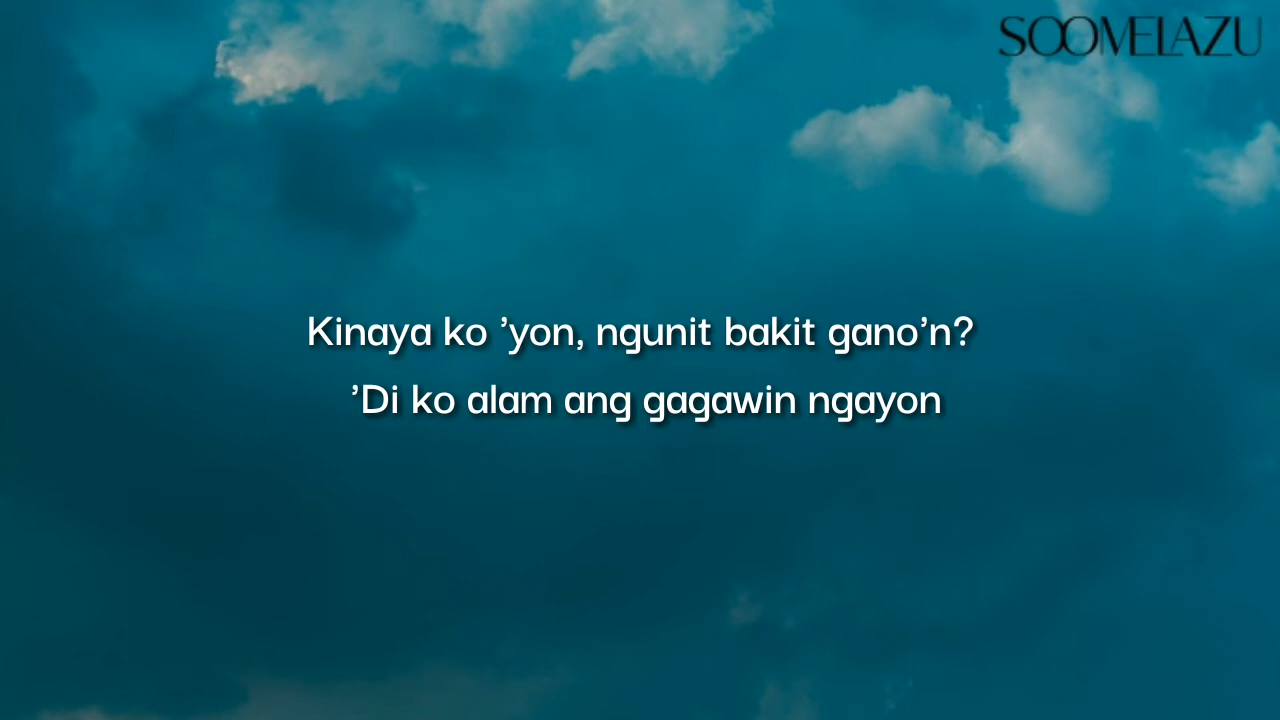 SOOMELAZU
Kinaya ko ’yon, ngunit bakit gano’n?
’Di ko alam ang gagawin ngayon